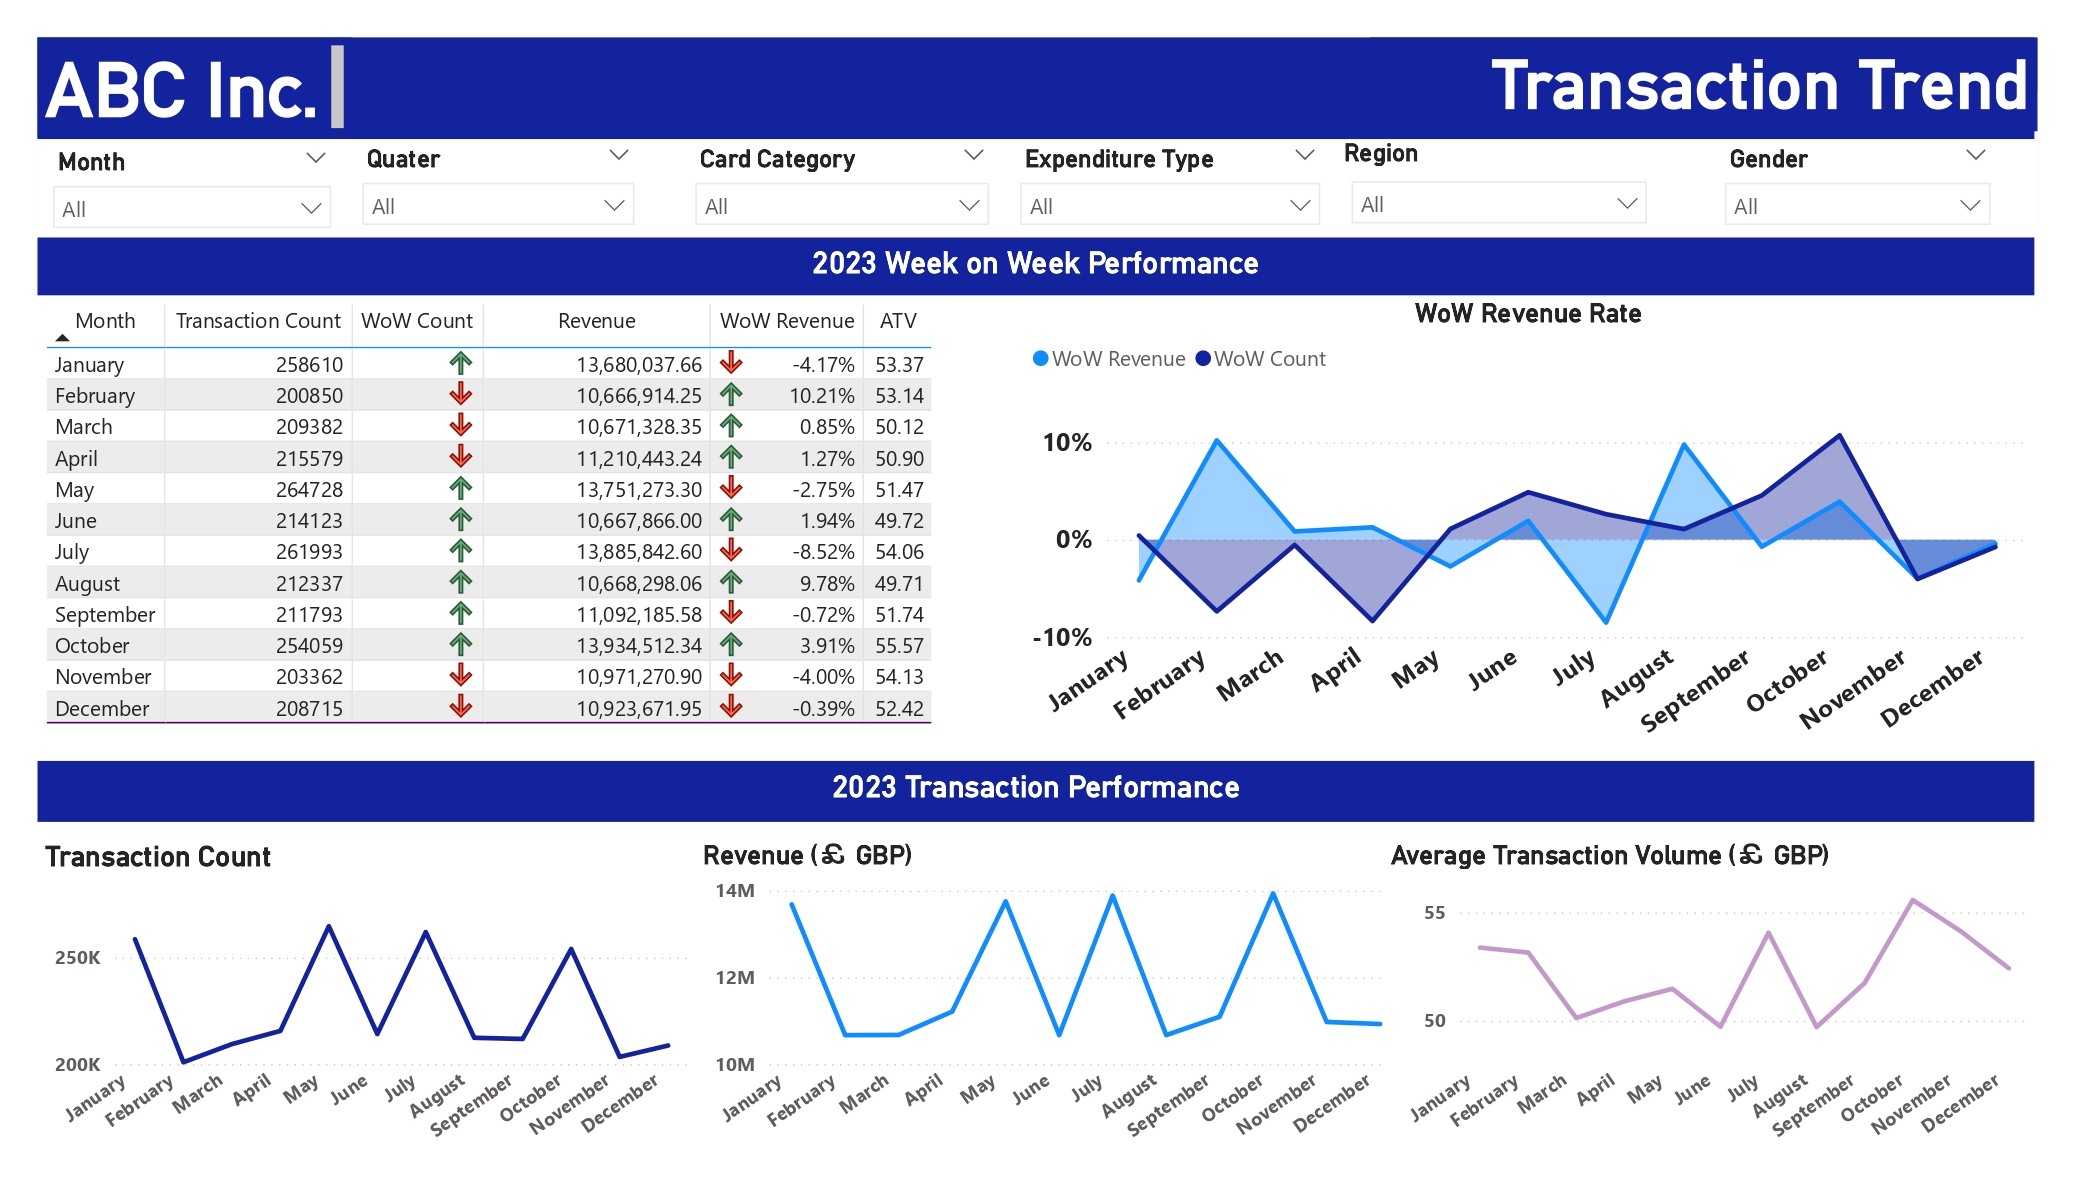 ABC Inc.
Transaction Trend
Month
Quater
Card Category
Expenditure Type
Region
Gender
All
All
All
All
All
All
2023 Week on Week Performance
Month Transaction Count WoW Count Revenue WoW Revenue ATV
January 258610 13,680,037.66 -4.17% 53.37
February 200850 10,666,914.25 10.21% 53.14
March 209382 10,671,328.35 0.85% 50.12
April 215579 11,210,443.24 1.27% 50.90
May 264728 13,751,273.30 -2.75% 51.47
June 214123 10,667,866.00 1.94% 49.72
July 261993 13,885,842.60 -8.52% 54.06
August 212337 10,668,298.06 9.78% 49.71
September 211793 11,092,185.58 -0.72% 51.74
October 254059 13,934,512.34 3.91% 55.57
November 203362 10,971,270.90 -4.00% 54.13
December 208715 10,923,671.95 -0.39% 52.42
WoW Revenue Rate
WoW Revenue WoW Count
10%
0%
-10%
January February March April May June July August September October November December
2023 Transaction Performance
Transaction Count
250K
200K
January February March April May June July August September October November December
Revenue (£ GBP)
14M
12M
10M
January February March April May June July August September October November December
Average Transaction Volume (£ GBP)
55
50
January February March April May June July August September October November December